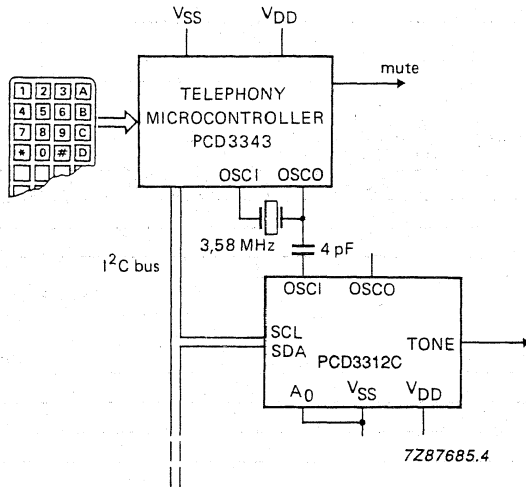 VSS
VDD
mute
1 2 3 A
4 5 6 B
7 8 9 C
* 0 # D
TELEPHONY
MICROCONTROLLER
PCD3343
OSCI OSCO
3,58 MHz
4 pF
I²C bus
OSCI OSCO
SCL
SDA
TONE
PCD3312C
A0 VSS VDD
7Z87685.4